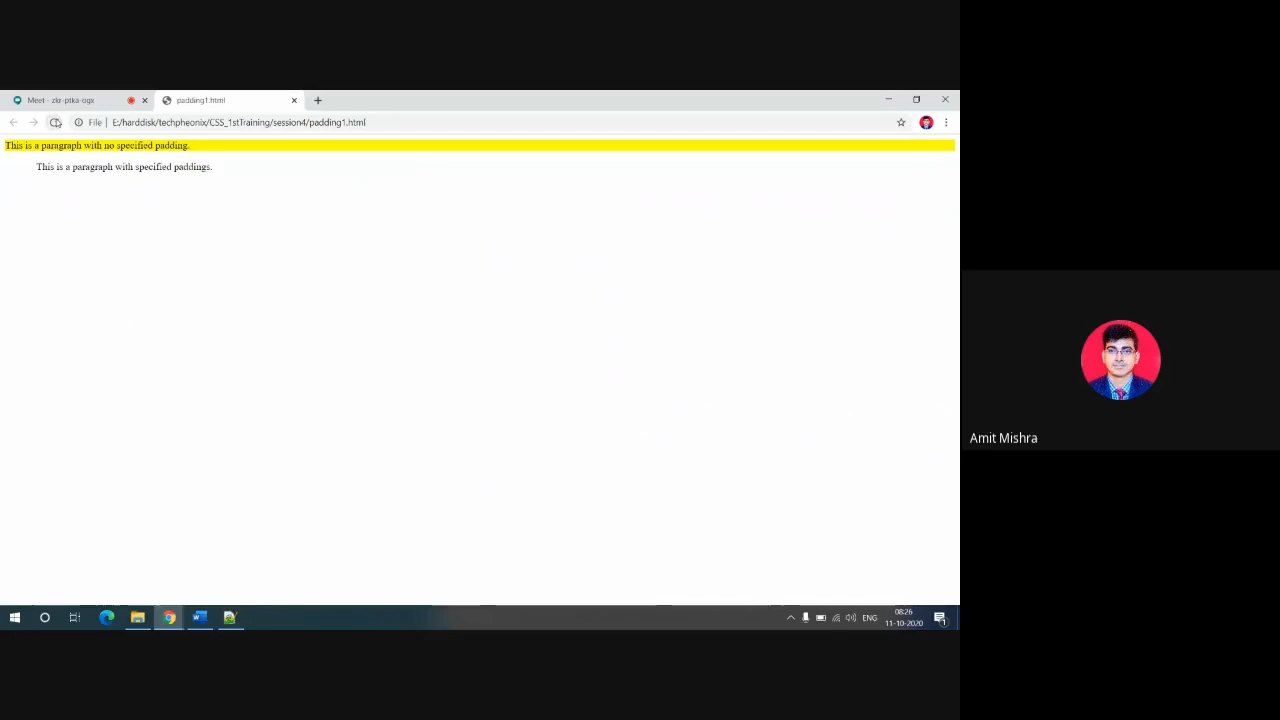 Meet - zkr-ptka-ogx
padding1.html
File | E:/harddisk/techpheonix/CSS_1stTraining/session4/padding1.html
This is a paragraph with no specified padding.
This is a paragraph with specified paddings.
Amit Mishra
ENG
08:26
11-10-2020
1